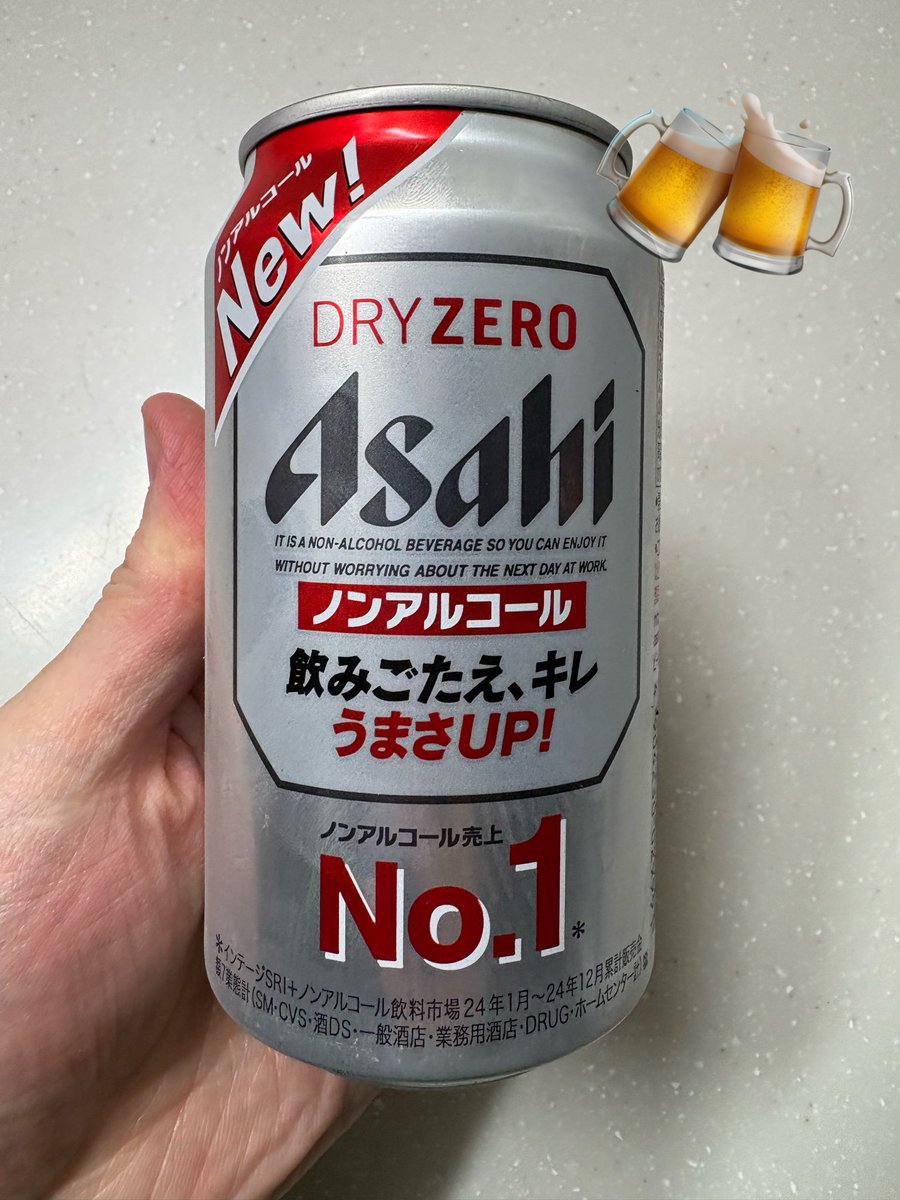 ノンアルコール
New!
DRYZERO
Asahi
IT IS A NON-ALCOHOL BEVERAGE SO YOU CAN ENJOY IT
WITHOUT WORRYING ABOUT THE NEXT DAY AT WORK.
ノンアルコール
飲みごたえ、キレ
うまさUP!
ノンアルコール売上
No.1*
*インテージSRI+ノンアルコール飲料市場24年1月~24年12月累計販売金
額7業態計(SM・CVS・酒DS・一般酒店・業務用酒店・DRUG・ホームセンター計)